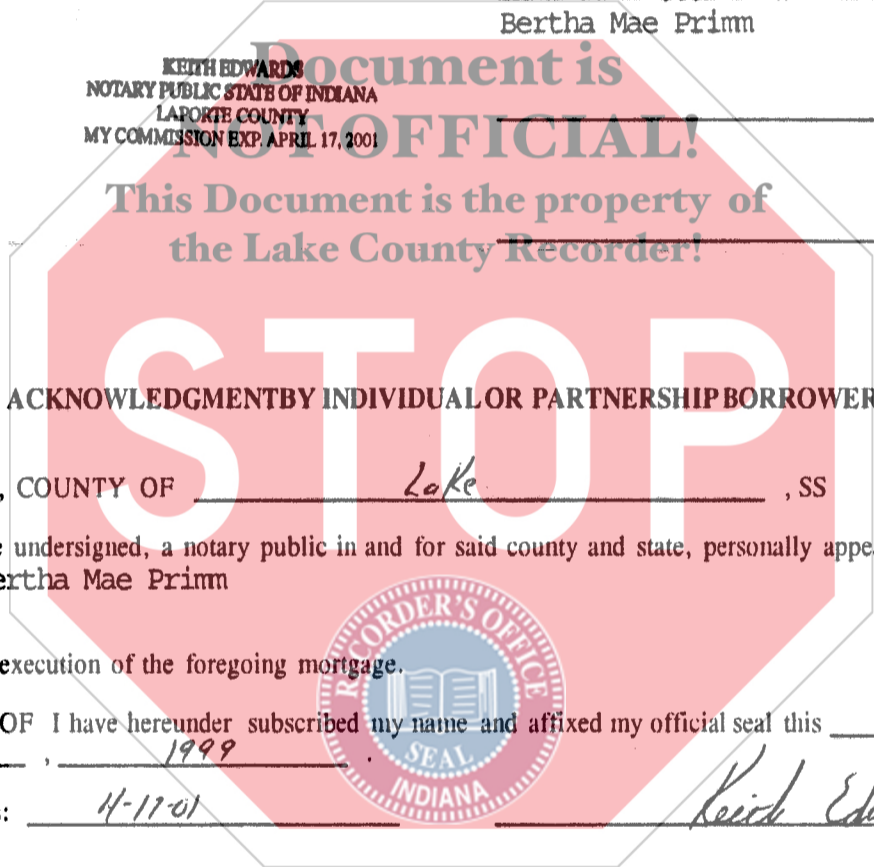 Bertha Mae Primm
Document is
KEITH EDWARDS
NOTARY PUBLIC STATE OF INDIANA
LAPORTE COUNTY
MY COMMISSION EXP. APRIL 17, 2001
NOT OFFICIAL!
This Document is the property of
the Lake County Recorder!
STOP
ACKNOWLEDGMENTBY INDIVIDUAL OR PARTNERSHIP BORROWER
, COUNTY OF Lake , SS
undersigned, a notary public in and for said county and state, personally appe
ertha Mae Primm
execution of the foregoing mortgage.
OF I have hereunder subscribed my name and affixed my official seal this
, 1999 .
: 4-17-01
Keith Edw
RECORDER'S OFFICE
SEAL
INDIANA